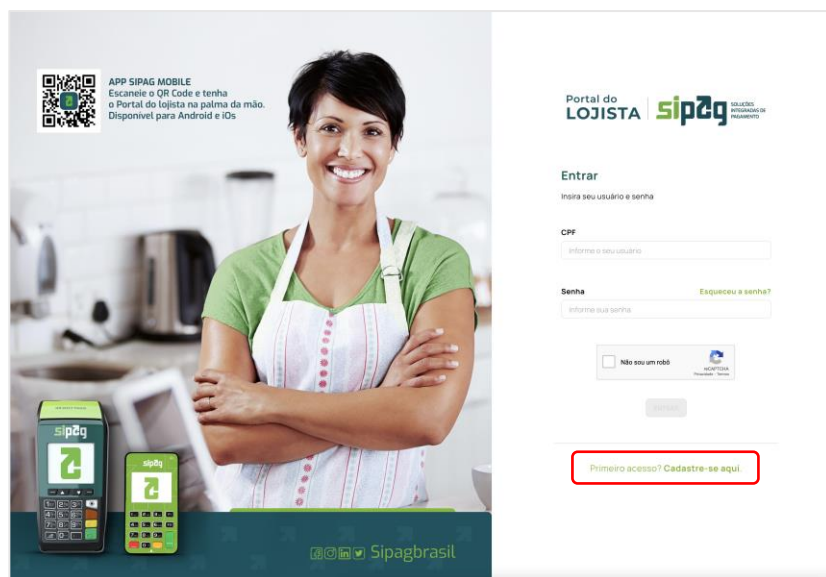 APP SIPAG MOBILE
Escaneie o QR Code e tenha
o Portal do lojista na palma da mão.
Disponível para Android e iOs
Portal do
LOJISTA
sipag
SOLUÇÕES
INTEGRADAS DE
PAGAMENTO
Entrar
Insira seu usuário e senha
CPF
Informe o seu usuário
Senha
Esqueceu a senha?
Informe sua senha
Não sou um robô
reCAPTCHA
Privacidade - Termos
Primeiro acesso? Cadastre-se aqui.
sipag
sipag
Sipagbrasil